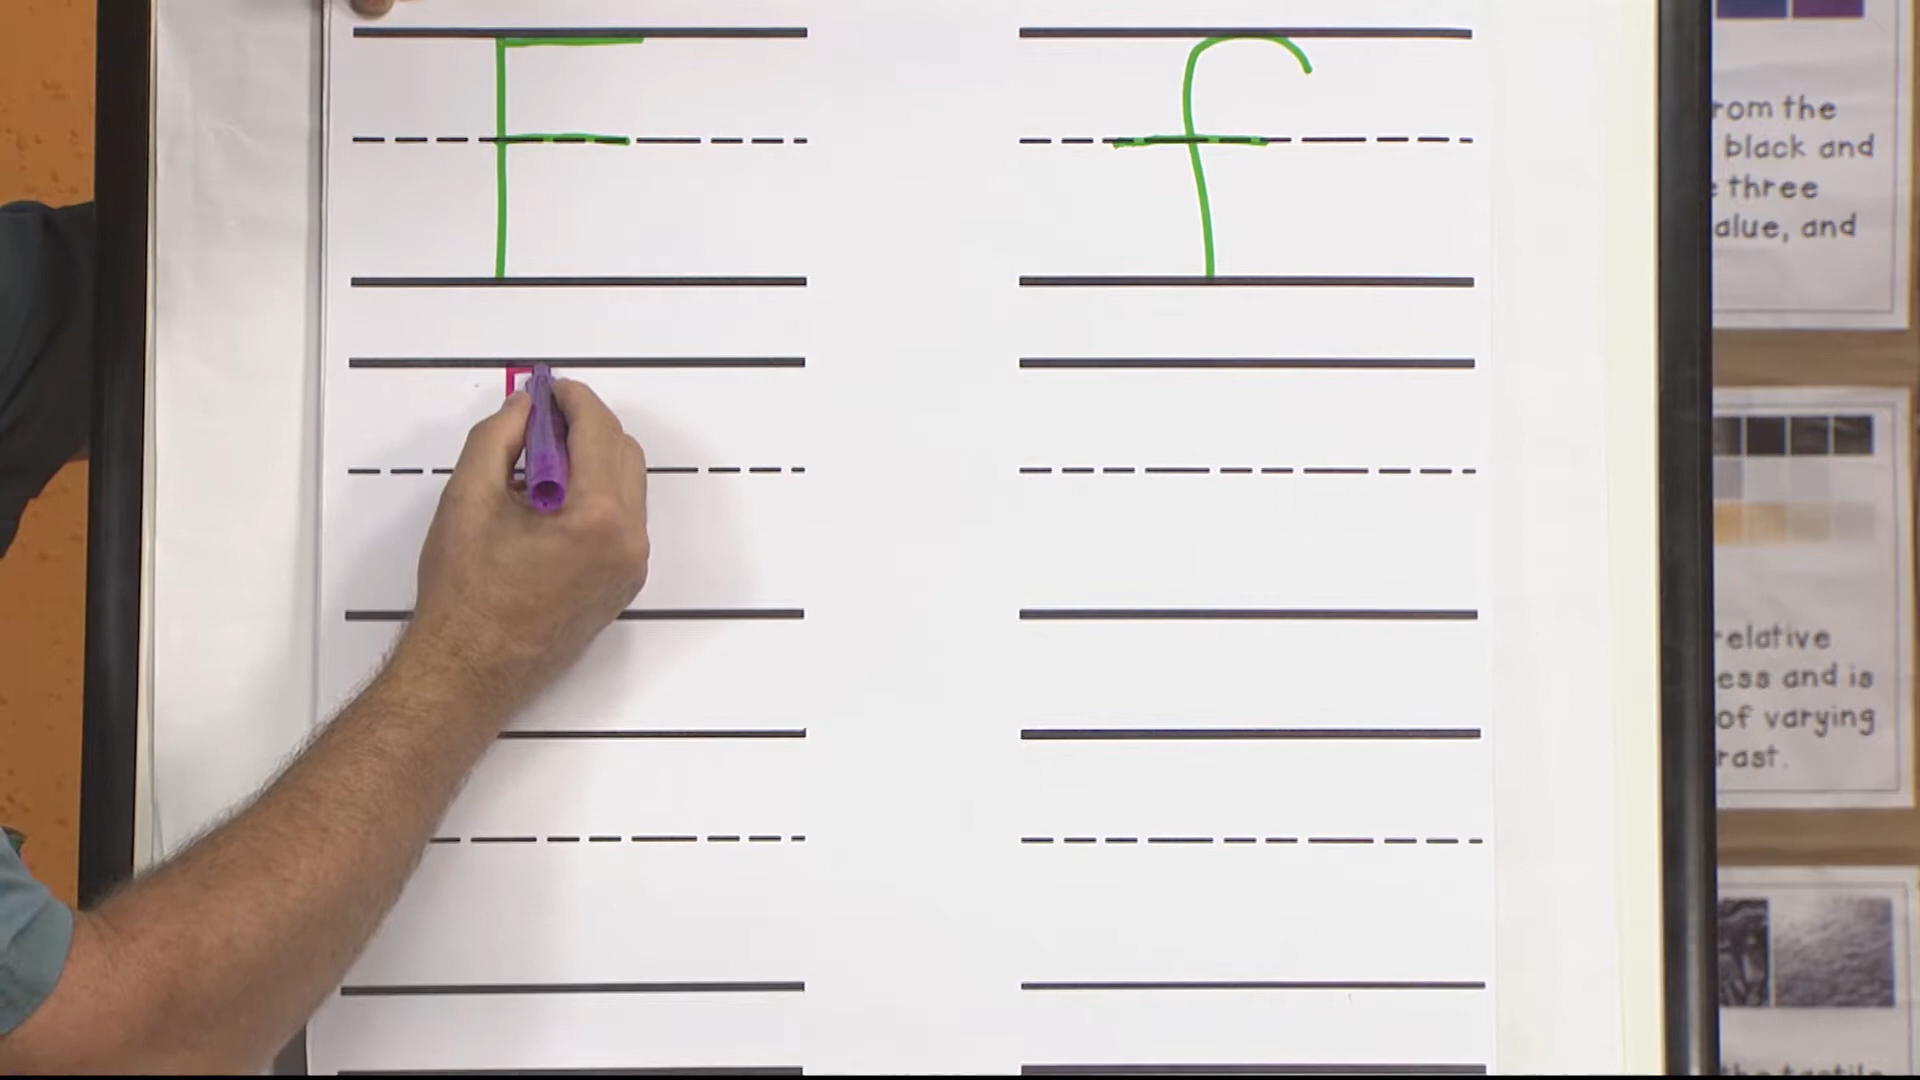 F f
rom the
black and
three
alue, and
relative
ess and is
of varying
rast.